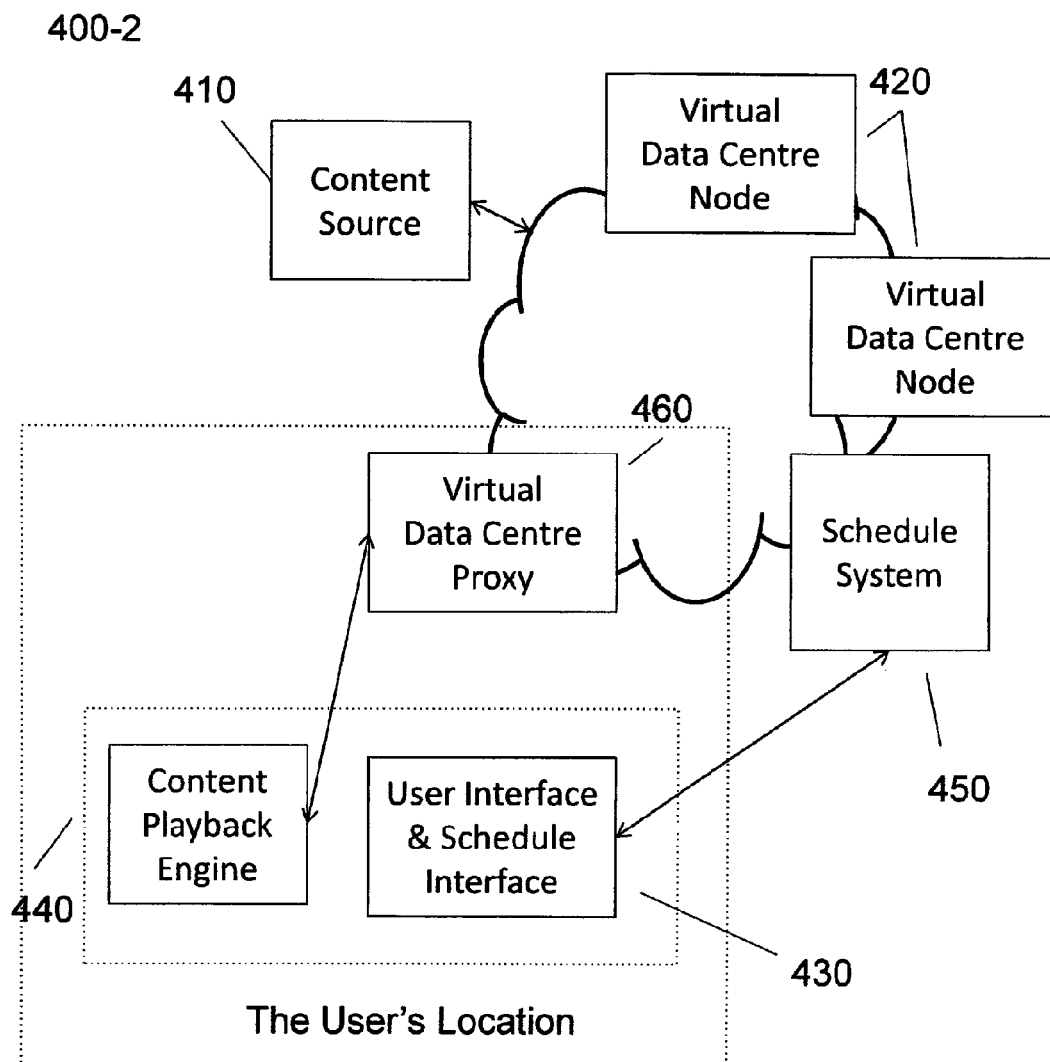 400-2
410
Content
Source
Virtual
Data Centre
Node
420
Virtual
Data Centre
Node
460
Virtual
Data Centre
Proxy
Schedule
System
450
Content
Playback
Engine
User Interface
& Schedule
Interface
440
430
The User's Location